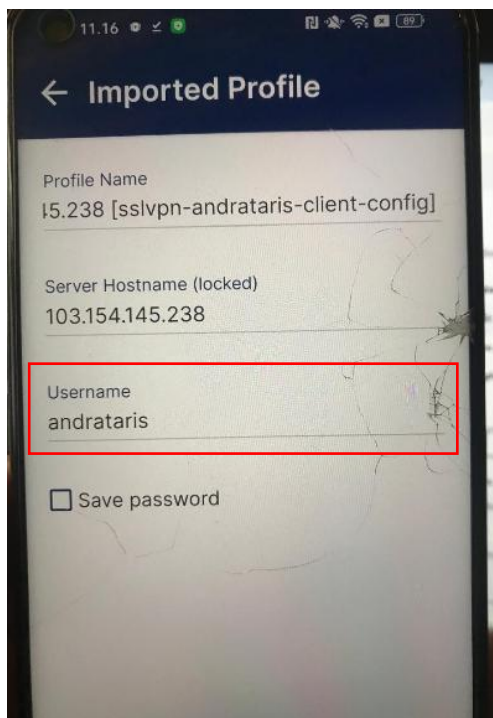 11.16
89
← Imported Profile
Profile Name
15.238 [sslvpn-andrataris-client-config]
Server Hostname (locked)
103.154.145.238
Username
andrataris
Save password